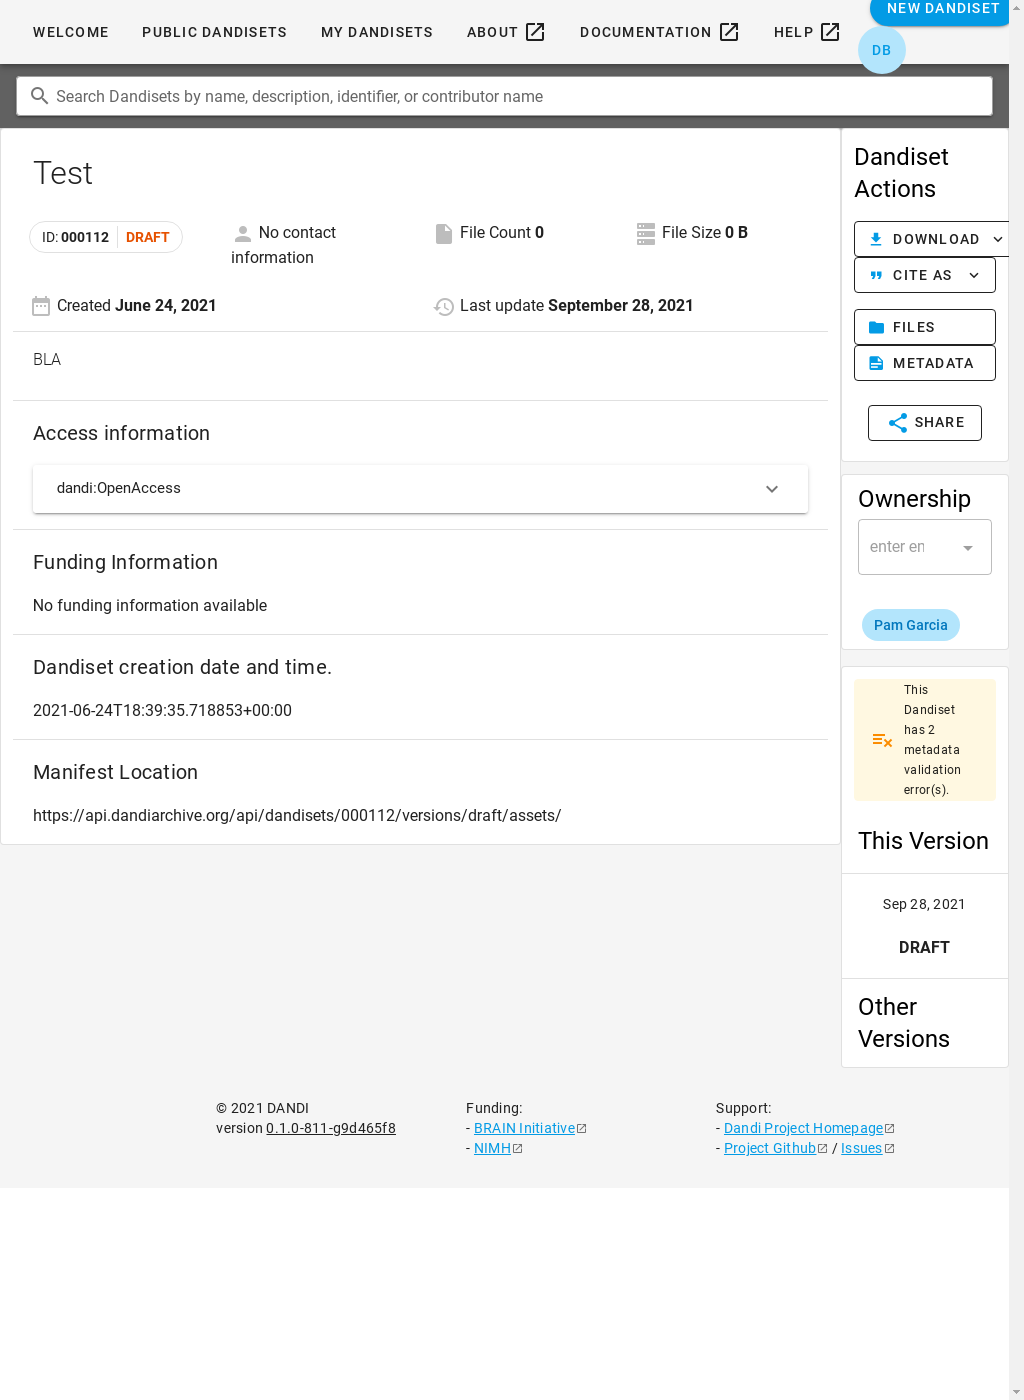 WELCOME PUBLIC DANDISETS MY DANDISETS ABOUT DOCUMENTATION HELP NEW DANDISET
DB
Search Dandisets by name, description, identifier, or contributor name
Test
ID: 000112 DRAFT
No contact information
File Count 0
File Size 0 B
Created June 24, 2021
Last update September 28, 2021
BLA
Access information
dandi:OpenAccess
Funding Information
No funding information available
Dandiset creation date and time.
2021-06-24T18:39:35.718853+00:00
Manifest Location
https://api.dandiarchive.org/api/dandisets/000112/versions/draft/assets/
Dandiset
Actions
DOWNLOAD
CITE AS
FILES
METADATA
SHARE
Ownership
enter en
Pam Garcia
This
Dandiset
has 2
metadata
validation
error(s).
This Version
Sep 28, 2021
DRAFT
Other
Versions
© 2021 DANDI
version 0.1.0-811-g9d465f8
Funding:
- BRAIN Initiative
- NIMH
Support:
- Dandi Project Homepage
- Project Github / Issues